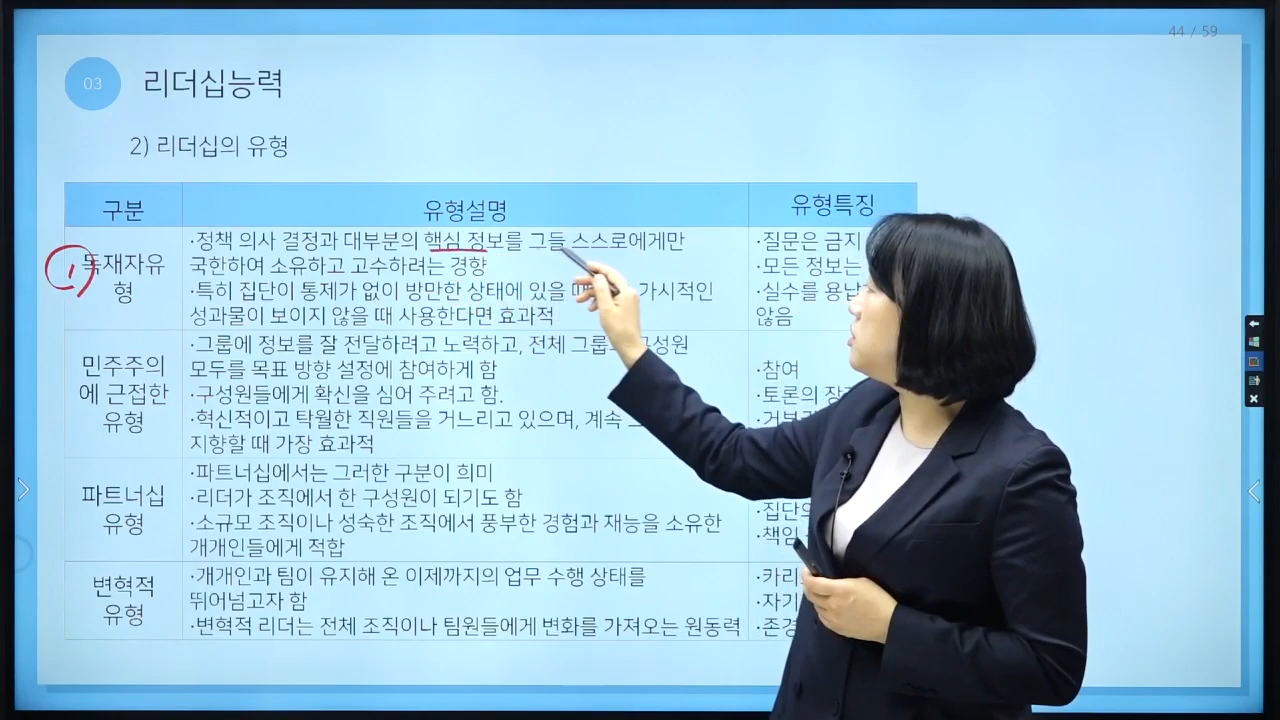 44 / 59
03
리더십능력
2) 리더십의 유형
구분
유형설명
유형특징
독재자유
형
·정책 의사 결정과 대부분의 핵심 정보를 그들 스스로에게만
국한하여 소유하고 고수하려는 경향
·특히 집단이 통제가 없이 방만한 상태에 있을 가시적인
성과물이 보이지 않을 때 사용한다면 효과적
·질문은 금지
·모든 정보는
·실수를 용납
않음
민주주의
에 근접한
유형
·그룹에 정보를 잘 전달하려고 노력하고, 전체 그룹의 구성원
모두를 목표 방향 설정에 참여하게 함
·구성원들에게 확신을 심어 주려고 함.
·혁신적이고 탁월한 직원들을 거느리고 있으며, 계속
지향할 때 가장 효과적
·참여
·토론의
파트너십
유형
·파트너십에서는 그러한 구분이 희미
·리더가 조직에서 한 구성원이 되기도 함
·소규모 조직이나 성숙한 조직에서 풍부한 경험과 재능을 소유한
개개인들에게 적합
·책임
변혁적
유형
·개개인과 팀이 유지해 온 이제까지의 업무 수행 상태를
뛰어넘고자 함
·변혁적 리더는 전체 조직이나 팀원들에게 변화를 가져오는 원동력
·자기